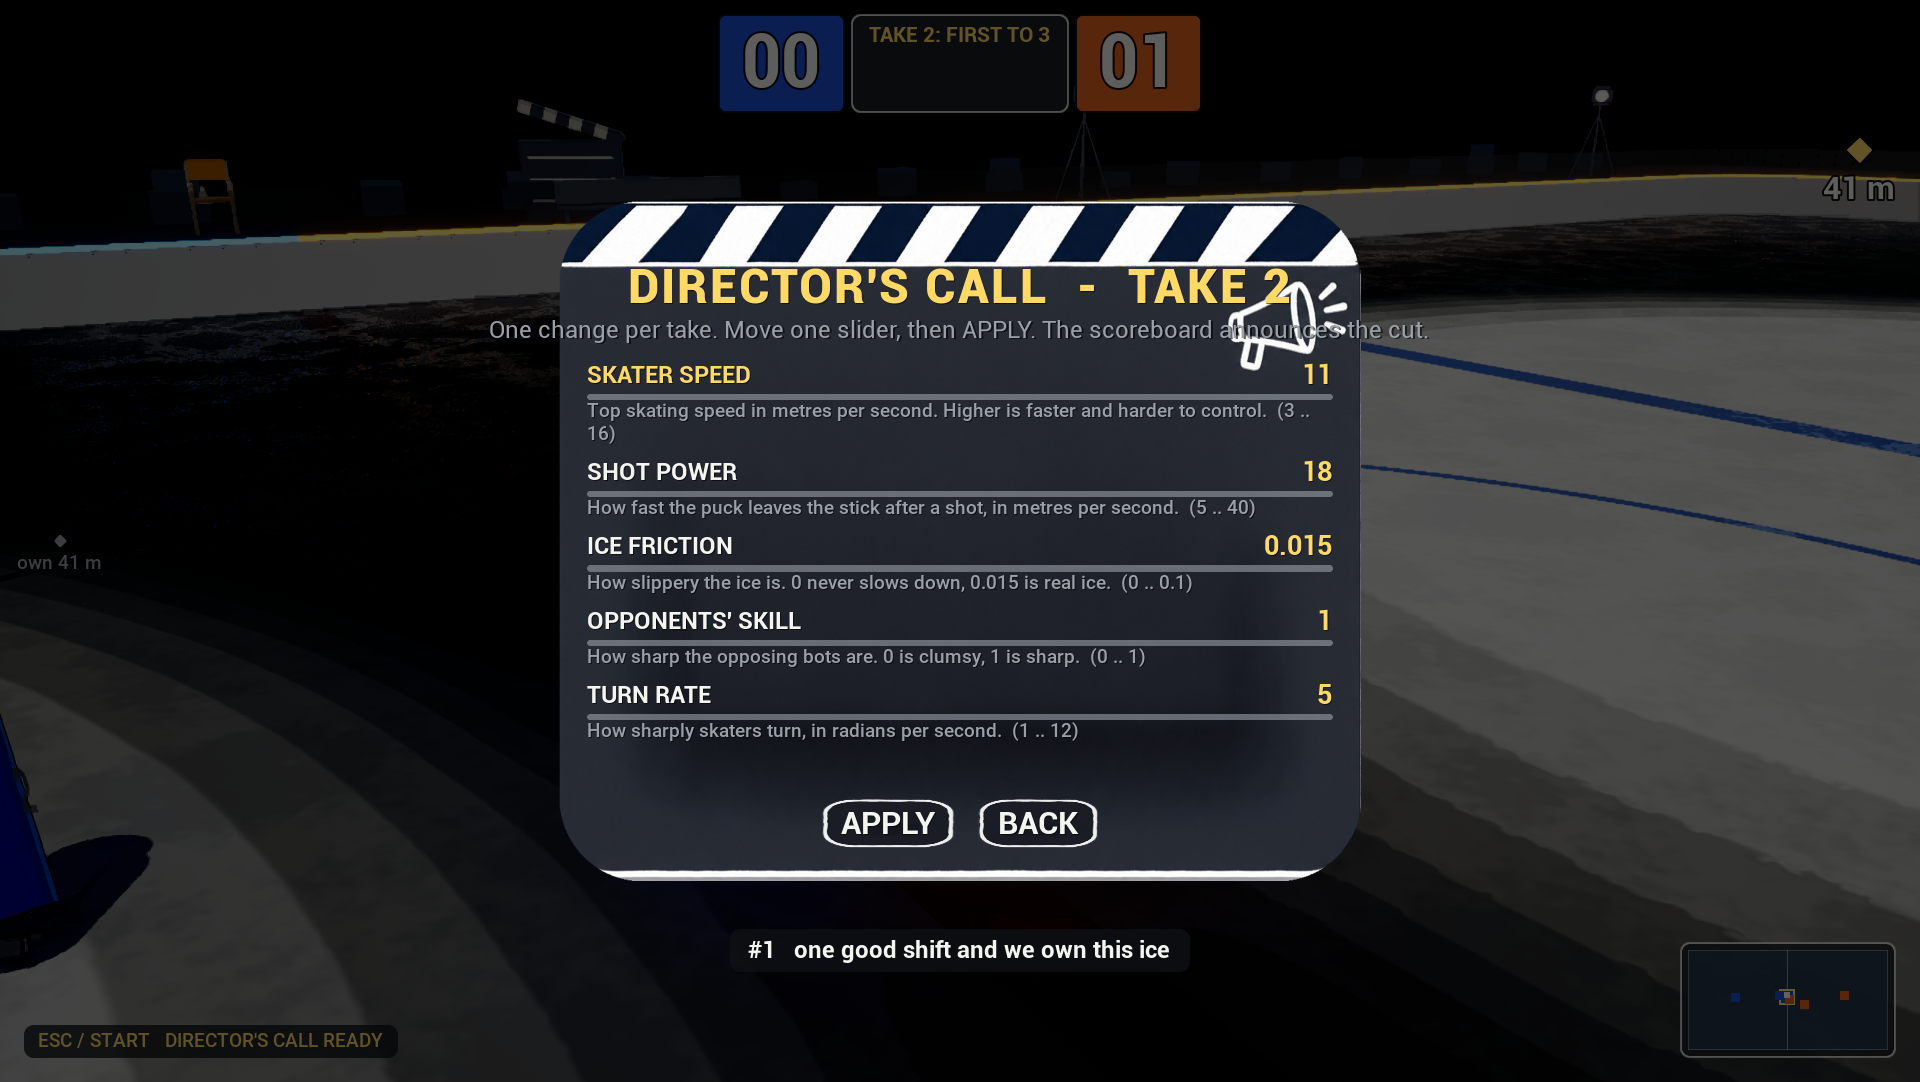 00
TAKE 2: FIRST TO 3
01
41 m
DIRECTOR'S CALL - TAKE 2
One change per take. Move one slider, then APPLY. The scoreboard announces the cut.
SKATER SPEED 11
Top skating speed in metres per second. Higher is faster and harder to control. (3 ..
16)
SHOT POWER 18
How fast the puck leaves the stick after a shot, in metres per second. (5 .. 40)
ICE FRICTION 0.015
How slippery the ice is. 0 never slows down, 0.015 is real ice. (0 .. 0.1)
own 41 m
OPPONENTS' SKILL 1
How sharp the opposing bots are. 0 is clumsy, 1 is sharp. (0 .. 1)
TURN RATE 5
How sharply skaters turn, in radians per second. (1 .. 12)
APPLY BACK
#1 one good shift and we own this ice
ESC / START DIRECTOR'S CALL READY